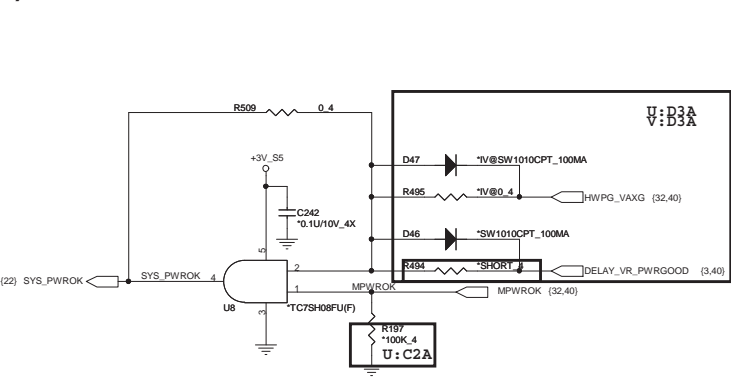 R509 0_4
U:D3A
V:D3A
D47 *IV@SW1010CPT_100MA
+3V_S5
R495 *IV@0_4
HWPG_VAXG {32,40}
C242
*0.1U/10V_4X
D46 *SW1010CPT_100MA
5
2
R494 *SHORT_4
DELAY_VR_PWRGOOD {3,40}
{22} SYS_PWROK SYS_PWROK 4
1
MPWROK
MPWROK {32,40}
U8
3
*TC7SH08FU(F)
R197
*100K_4
U:C2A